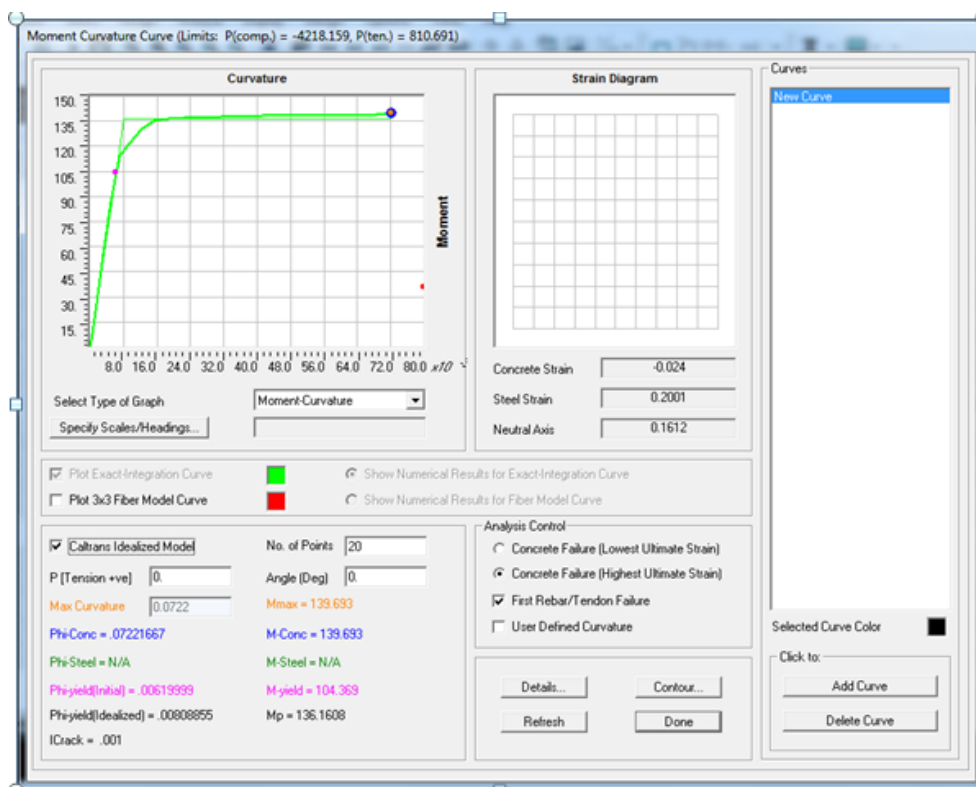 Moment Curvature Curve (Limits: P(comp.) = -4218.159, P(ten.) = 810.691)
Curvature
150.
135.
120.
105.
90.
75.
60.
45.
30.
15.
Moment
8.0 16.0 24.0 32.0 40.0 48.0 56.0 64.0 72.0 80.0 x10
Select Type of Graph Moment-Curvature
Specify Scales/Headings...
Strain Diagram
Concrete Strain -0.024
Steel Strain 0.2001
Neutral Axis 0.1612
Curves
New Curve
Plot Exact-Integration Curve Show Numerical Results for Exact-Integration Curve
Plot 3x3 Fiber Model Curve Show Numerical Results for Fiber Model Curve
Caltrans Idealized Model No. of Points 20
P [Tension +ve] 0. Angle (Deg) 0.
Max Curvature 0.0722 Mmax = 139.693
Phi-Conc = .07221667 M-Conc = 139.693
Phi-Steel = N/A M-Steel = N/A
Phi-yield(Initial) = .00619999 M-yield = 104.369
Phi-yield(Idealized) = .00808855 Mp = 136.1608
ICrack = .001
Analysis Control
Concrete Failure (Lowest Ultimate Strain)
Concrete Failure (Highest Ultimate Strain)
First Rebar/Tendon Failure
User Defined Curvature
Details... Contour...
Refresh Done
Selected Curve Color
Click to:
Add Curve
Delete Curve